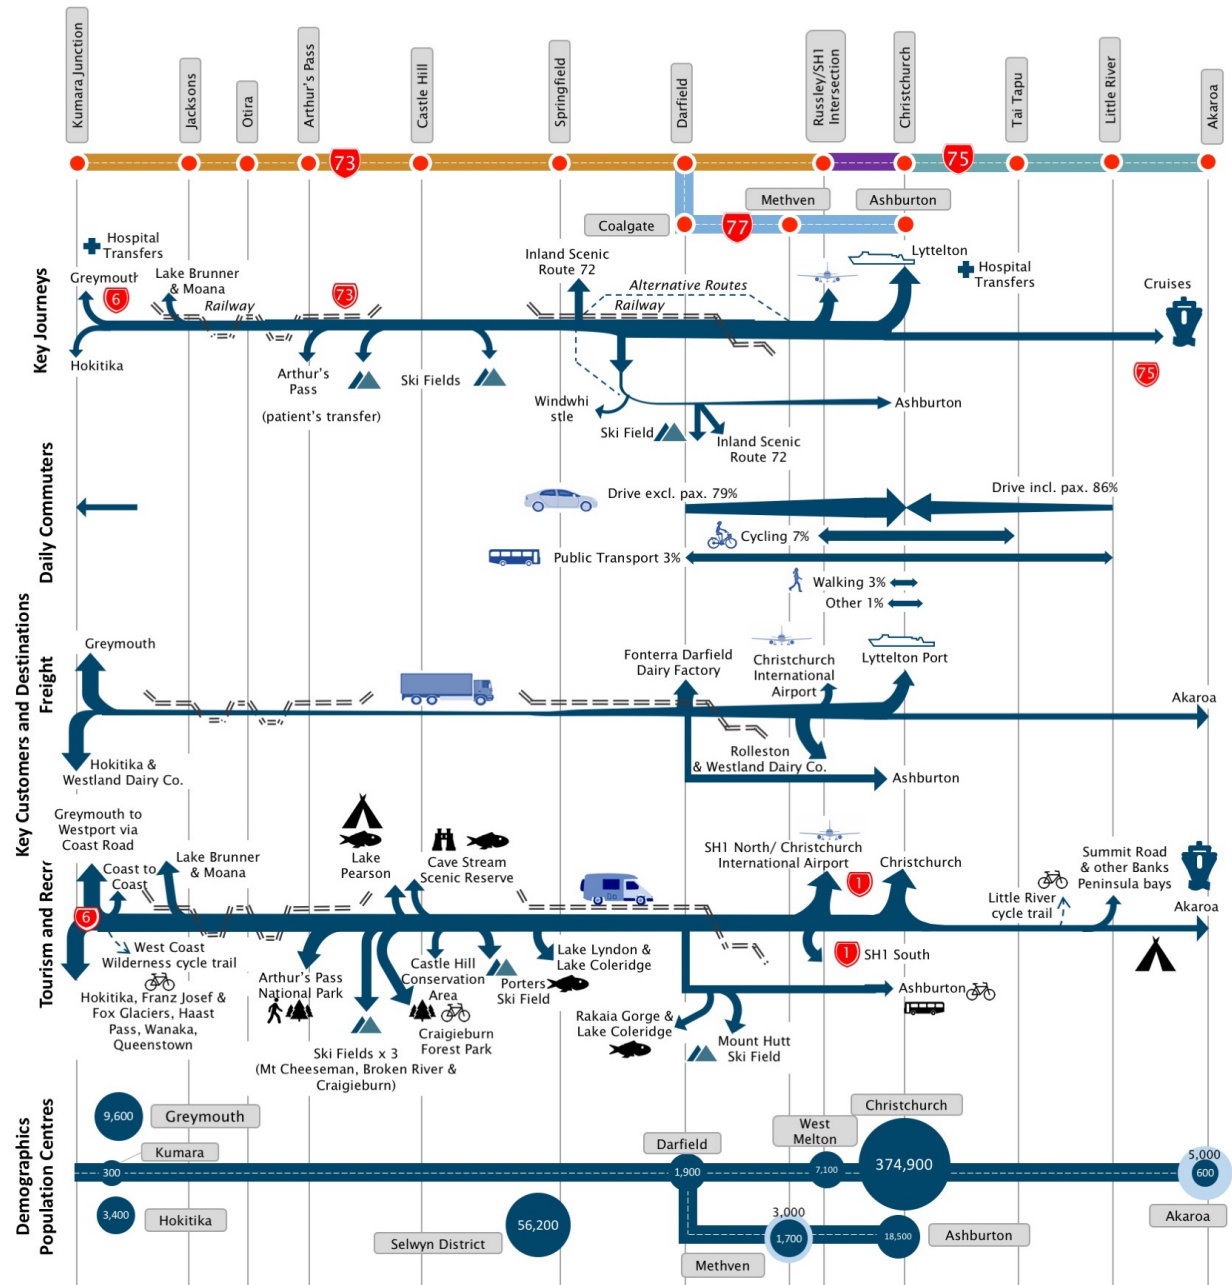 Kumara Junction
Jacksons
Otira
Arthur's Pass
Castle Hill
Springfield
Darfield
Russley/SH1
Intersection
Christchurch
Tai Tapu
Little River
Akaroa
73
75
Methven
Ashburton
Coalgate
77
Key Journeys
Hospital
Transfers
Greymouth
6
Lake Brunner
& Moana
Railway
73
Inland Scenic
Route 72
Alternative Routes
Railway
Lyttelton
Hospital
Transfers
Cruises
Hokitika
Arthur's
Pass
(patient's transfer)
Ski Fields
75
Windwhi
stle
Ashburton
Ski Field
Inland Scenic
Route 72
Daily Commuters
Drive excl. pax. 79%
Drive incl. pax. 86%
Cycling 7%
Public Transport 3%
Walking 3%
Other 1%
Key Customers and Destinations
Freight
Greymouth
Fonterra Darfield
Dairy Factory
Christchurch
International
Airport
Lyttelton Port
Akaroa
Hokitika &
Westland Dairy Co.
Rolleston
& Westland Dairy Co.
Ashburton
Tourism and Recr
Greymouth to
Westport via
Coast Road
Coast to
Coast
Lake Brunner
& Moana
Lake
Pearson
Cave Stream
Scenic Reserve
SH1 North/ Christchurch
International Airport
1
Christchurch
Little River
cycle trail
Summit Road
& other Banks
Peninsula bays
Akaroa
6
West Coast
Wilderness cycle trail
Hokitika, Franz Josef &
Fox Glaciers, Haast
Pass, Wanaka,
Queenstown
Arthur's Pass
National Park
Castle Hill
Conservation
Area
Porters
Ski Field
Lake Lyndon &
Lake Coleridge
1
SH1 South
Ashburton
Craigieburn
Forest Park
Ski Fields x 3
(Mt Cheeseman, Broken River &
Craigieburn)
Rakaia Gorge &
Lake Coleridge
Mount Hutt
Ski Field
Demographics
Population Centres
9,600
Greymouth
Kumara
300
3,400
Hokitika
Selwyn District
56,200
Darfield
1,900
West
Melton
7,100
Christchurch
374,900
5,000
600
Akaroa
3,000
1,700
Methven
18,500
Ashburton